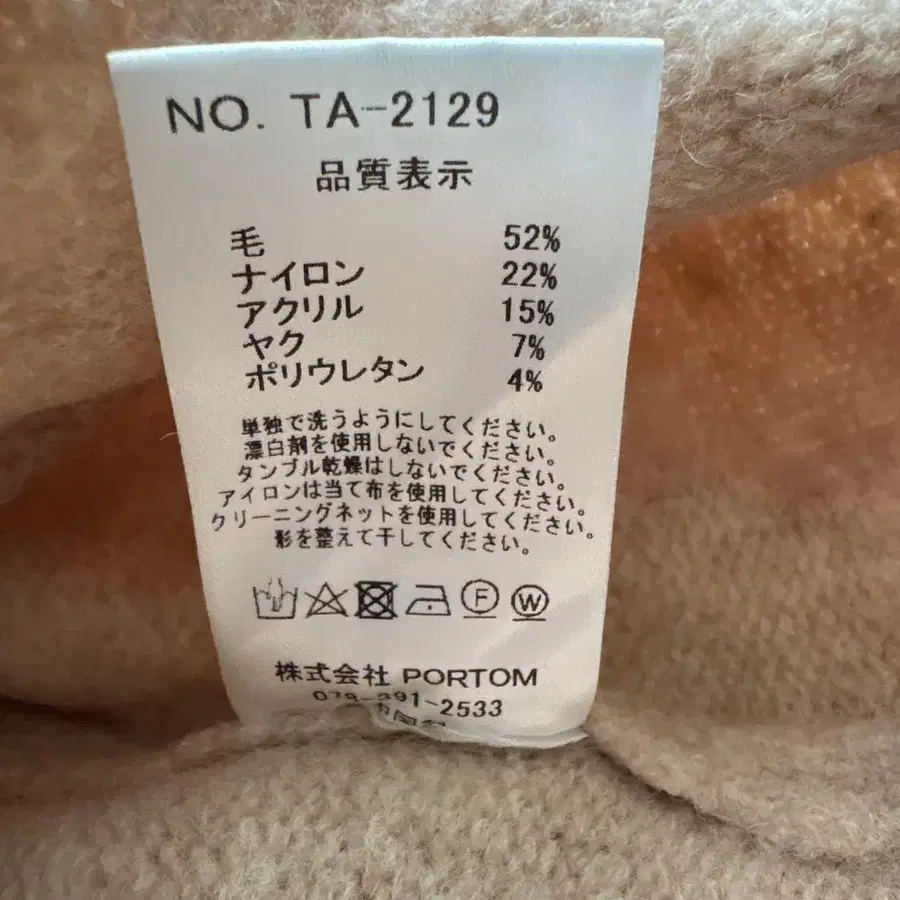 NO. TA-2129
品質表示
毛 52%
ナイロン 22%
アクリル 15%
ヤク 7%
ポリウレタン 4%
単独で洗うようにしてください。
漂白剤を使用しないでください。
タンブル乾燥はしないでください。
アイロンは当て布を使用してください。
クリーニングネットを使用してください。
形を整えて干してください。
F W
株式会社 PORTOM
078-391-2533